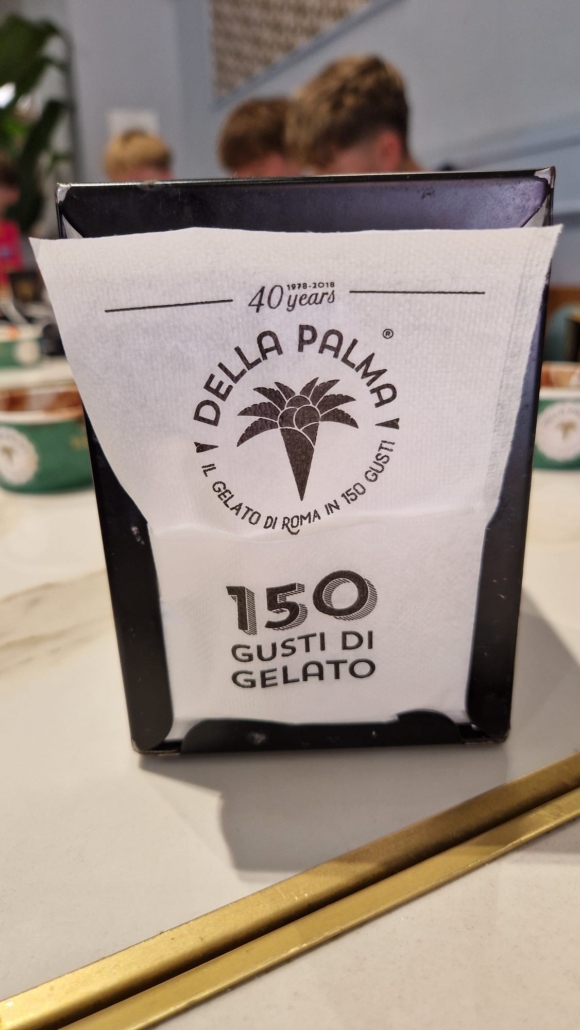 1978-2018
40 years
DELLA PALMA
®
IL GELATO DI ROMA IN 150 GUSTI
150
GUSTI DI
GELATO